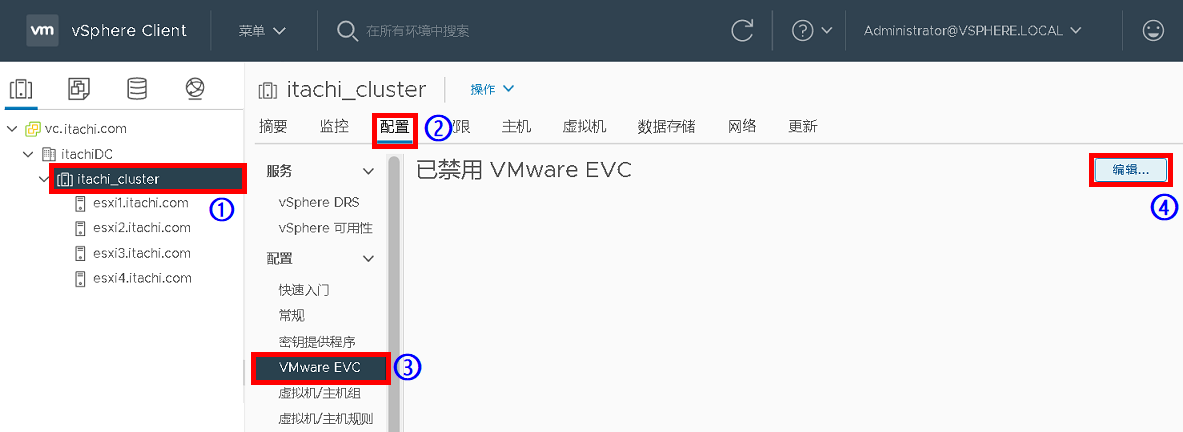 vm vSphere Client 菜单 在所有环境中搜索 Administrator@VSPHERE.LOCAL
vc.itachi.com
itachiDC
itachi_cluster
①
esxi1.itachi.com
esxi2.itachi.com
esxi3.itachi.com
esxi4.itachi.com
itachi_cluster 操作
摘要 监控 配置 ② 限 主机 虚拟机 数据存储 网络 更新
服务
vSphere DRS
vSphere 可用性
配置
快速入门
常规
密钥提供程序
VMware EVC
③
虚拟机/主机组
虚拟机/主机规则
已禁用 VMware EVC 编辑...
④